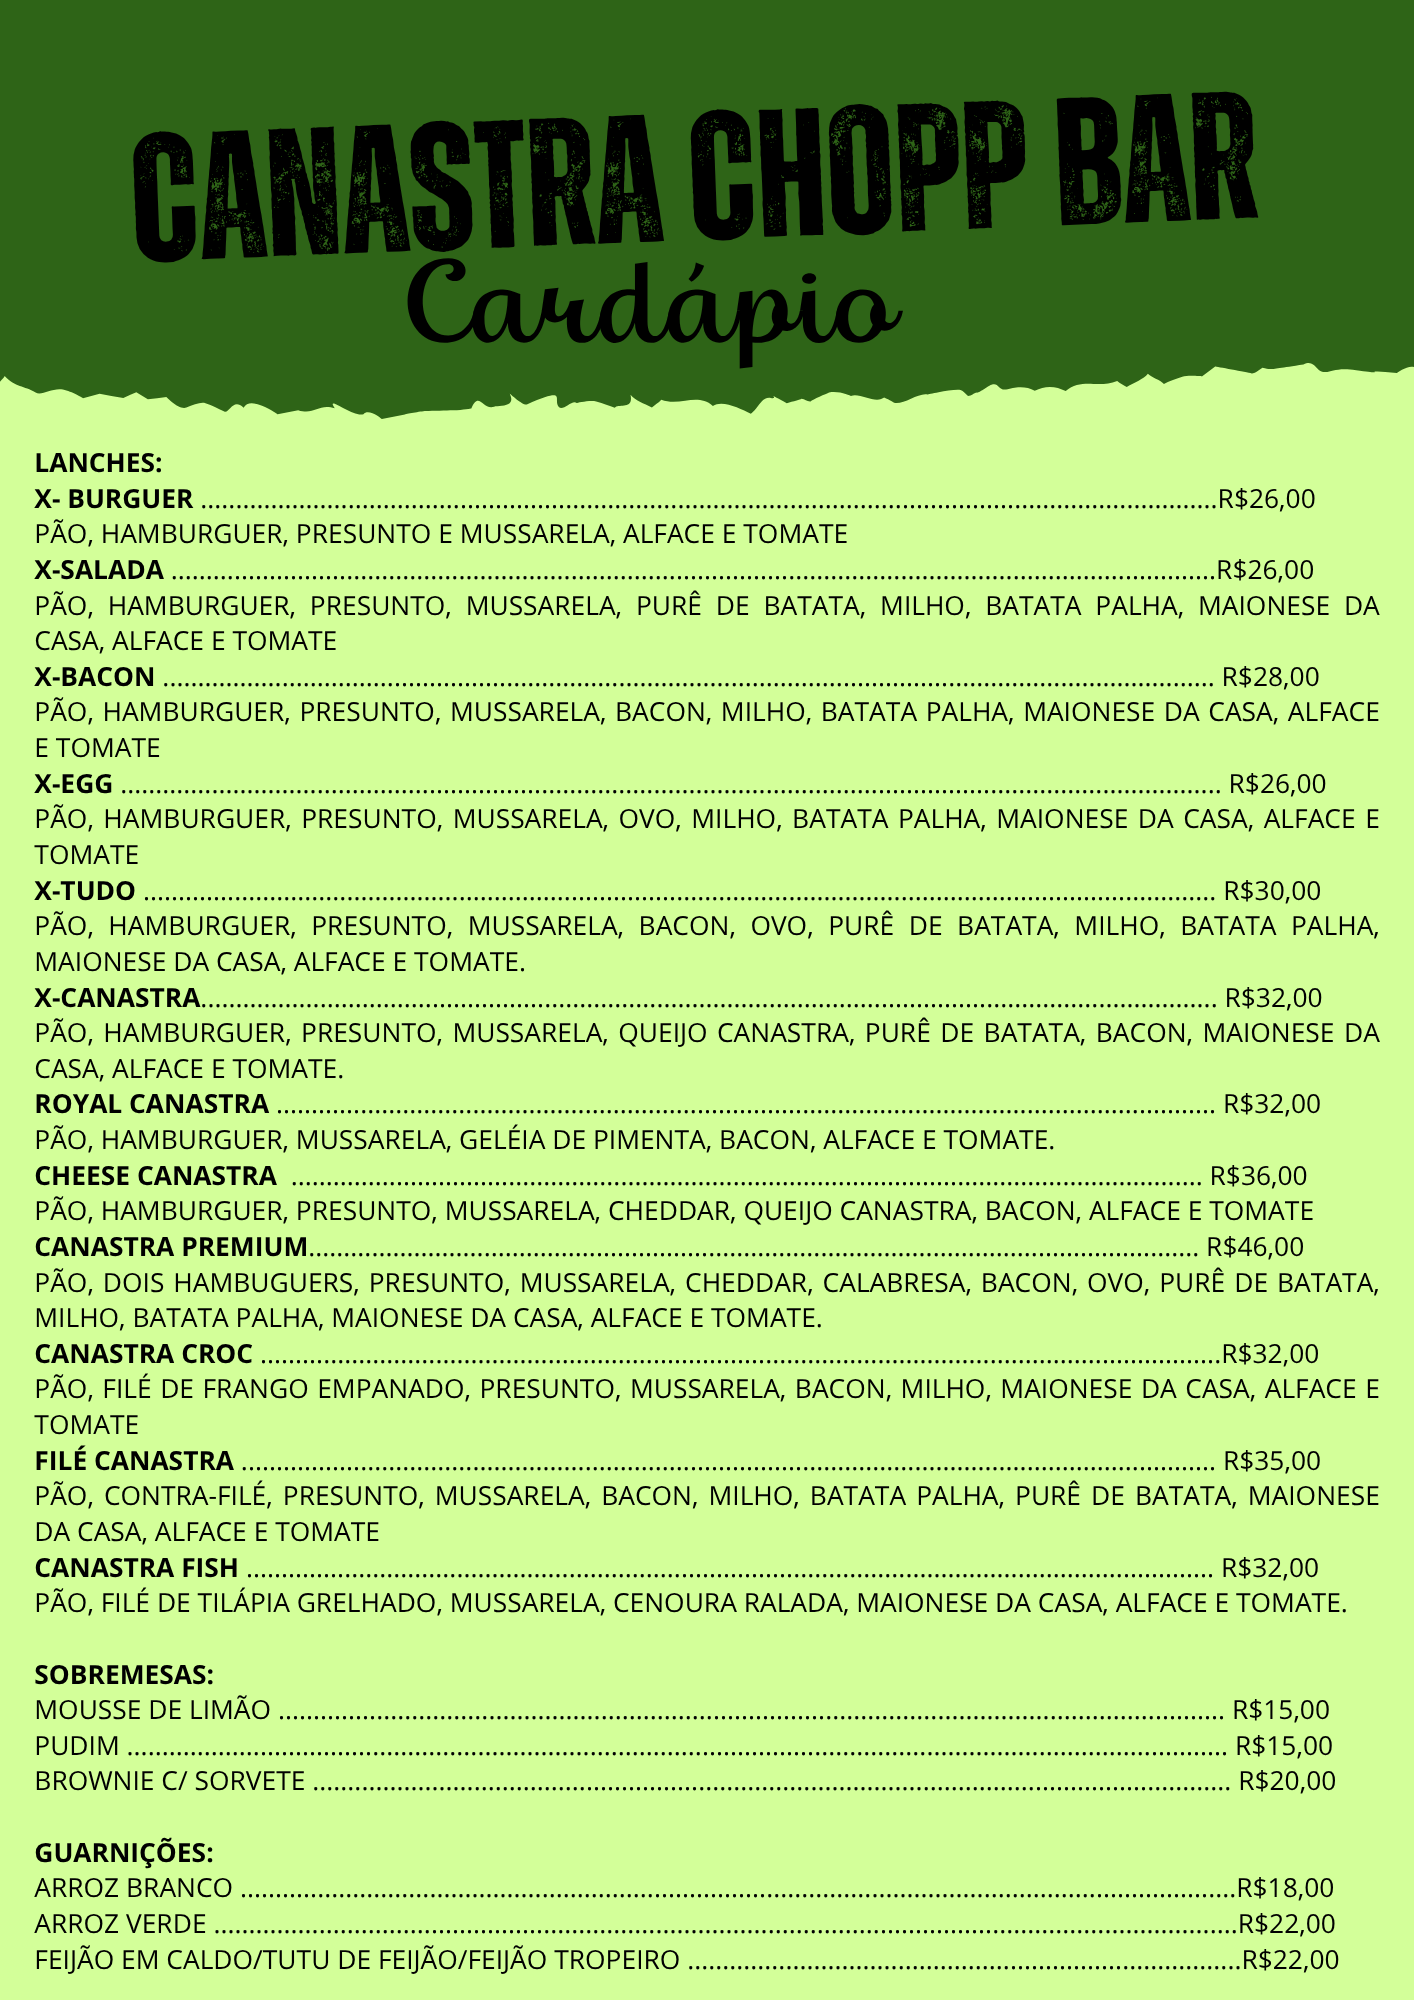 CANASTRA CHOPP BAR
Cardápio
LANCHES:
X- BURGUER ........................................................................................................................................................R$26,00
PÃO, HAMBURGUER, PRESUNTO E MUSSARELA, ALFACE E TOMATE
X-SALADA ............................................................................................................................................................R$26,00
PÃO, HAMBURGUER, PRESUNTO, MUSSARELA, PURÊ DE BATATA, MILHO, BATATA PALHA, MAIONESE DA
CASA, ALFACE E TOMATE
X-BACON ............................................................................................................................................................. R$28,00
PÃO, HAMBURGUER, PRESUNTO, MUSSARELA, BACON, MILHO, BATATA PALHA, MAIONESE DA CASA, ALFACE
E TOMATE
X-EGG .................................................................................................................................................................... R$26,00
PÃO, HAMBURGUER, PRESUNTO, MUSSARELA, OVO, MILHO, BATATA PALHA, MAIONESE DA CASA, ALFACE E
TOMATE
X-TUDO ................................................................................................................................................................ R$30,00
PÃO, HAMBURGUER, PRESUNTO, MUSSARELA, BACON, OVO, PURÊ DE BATATA, MILHO, BATATA PALHA,
MAIONESE DA CASA, ALFACE E TOMATE.
X-CANASTRA........................................................................................................................................................ R$32,00
PÃO, HAMBURGUER, PRESUNTO, MUSSARELA, QUEIJO CANASTRA, PURÊ DE BATATA, BACON, MAIONESE DA
CASA, ALFACE E TOMATE.
ROYAL CANASTRA ............................................................................................................................................ R$32,00
PÃO, HAMBURGUER, MUSSARELA, GELÉIA DE PIMENTA, BACON, ALFACE E TOMATE.
CHEESE CANASTRA  ........................................................................................................................................ R$36,00
PÃO, HAMBURGUER, PRESUNTO, MUSSARELA, CHEDDAR, QUEIJO CANASTRA, BACON, ALFACE E TOMATE
CANASTRA PREMIUM..................................................................................................................................... R$46,00
PÃO, DOIS HAMBUGUERS, PRESUNTO, MUSSARELA, CHEDDAR, CALABRESA, BACON, OVO, PURÊ DE BATATA,
MILHO, BATATA PALHA, MAIONESE DA CASA, ALFACE E TOMATE.
CANASTRA CROC ...............................................................................................................................................R$32,00
PÃO, FILÉ DE FRANGO EMPANADO, PRESUNTO, MUSSARELA, BACON, MILHO, MAIONESE DA CASA, ALFACE E
TOMATE
FILÉ CANASTRA ................................................................................................................................................. R$35,00
PÃO, CONTRA-FILÉ, PRESUNTO, MUSSARELA, BACON, MILHO, BATATA PALHA, PURÊ DE BATATA, MAIONESE
DA CASA, ALFACE E TOMATE
CANASTRA FISH ................................................................................................................................................ R$32,00
PÃO, FILÉ DE TILÁPIA GRELHADO, MUSSARELA, CENOURA RALADA, MAIONESE DA CASA, ALFACE E TOMATE.
SOBREMESAS:
MOUSSE DE LIMÃO ............................................................................................................................................. R$15,00
PUDIM .................................................................................................................................................................... R$15,00
BROWNIE C/ SORVETE ......................................................................................................................................... R$20,00
GUARNIÇÕES:
ARROZ BRANCO ....................................................................................................................................................R$18,00
ARROZ VERDE .........................................................................................................................................................R$22,00
FEIJÃO EM CALDO/TUTU DE FEIJÃO/FEIJÃO TROPEIRO ...................................................................................R$22,00